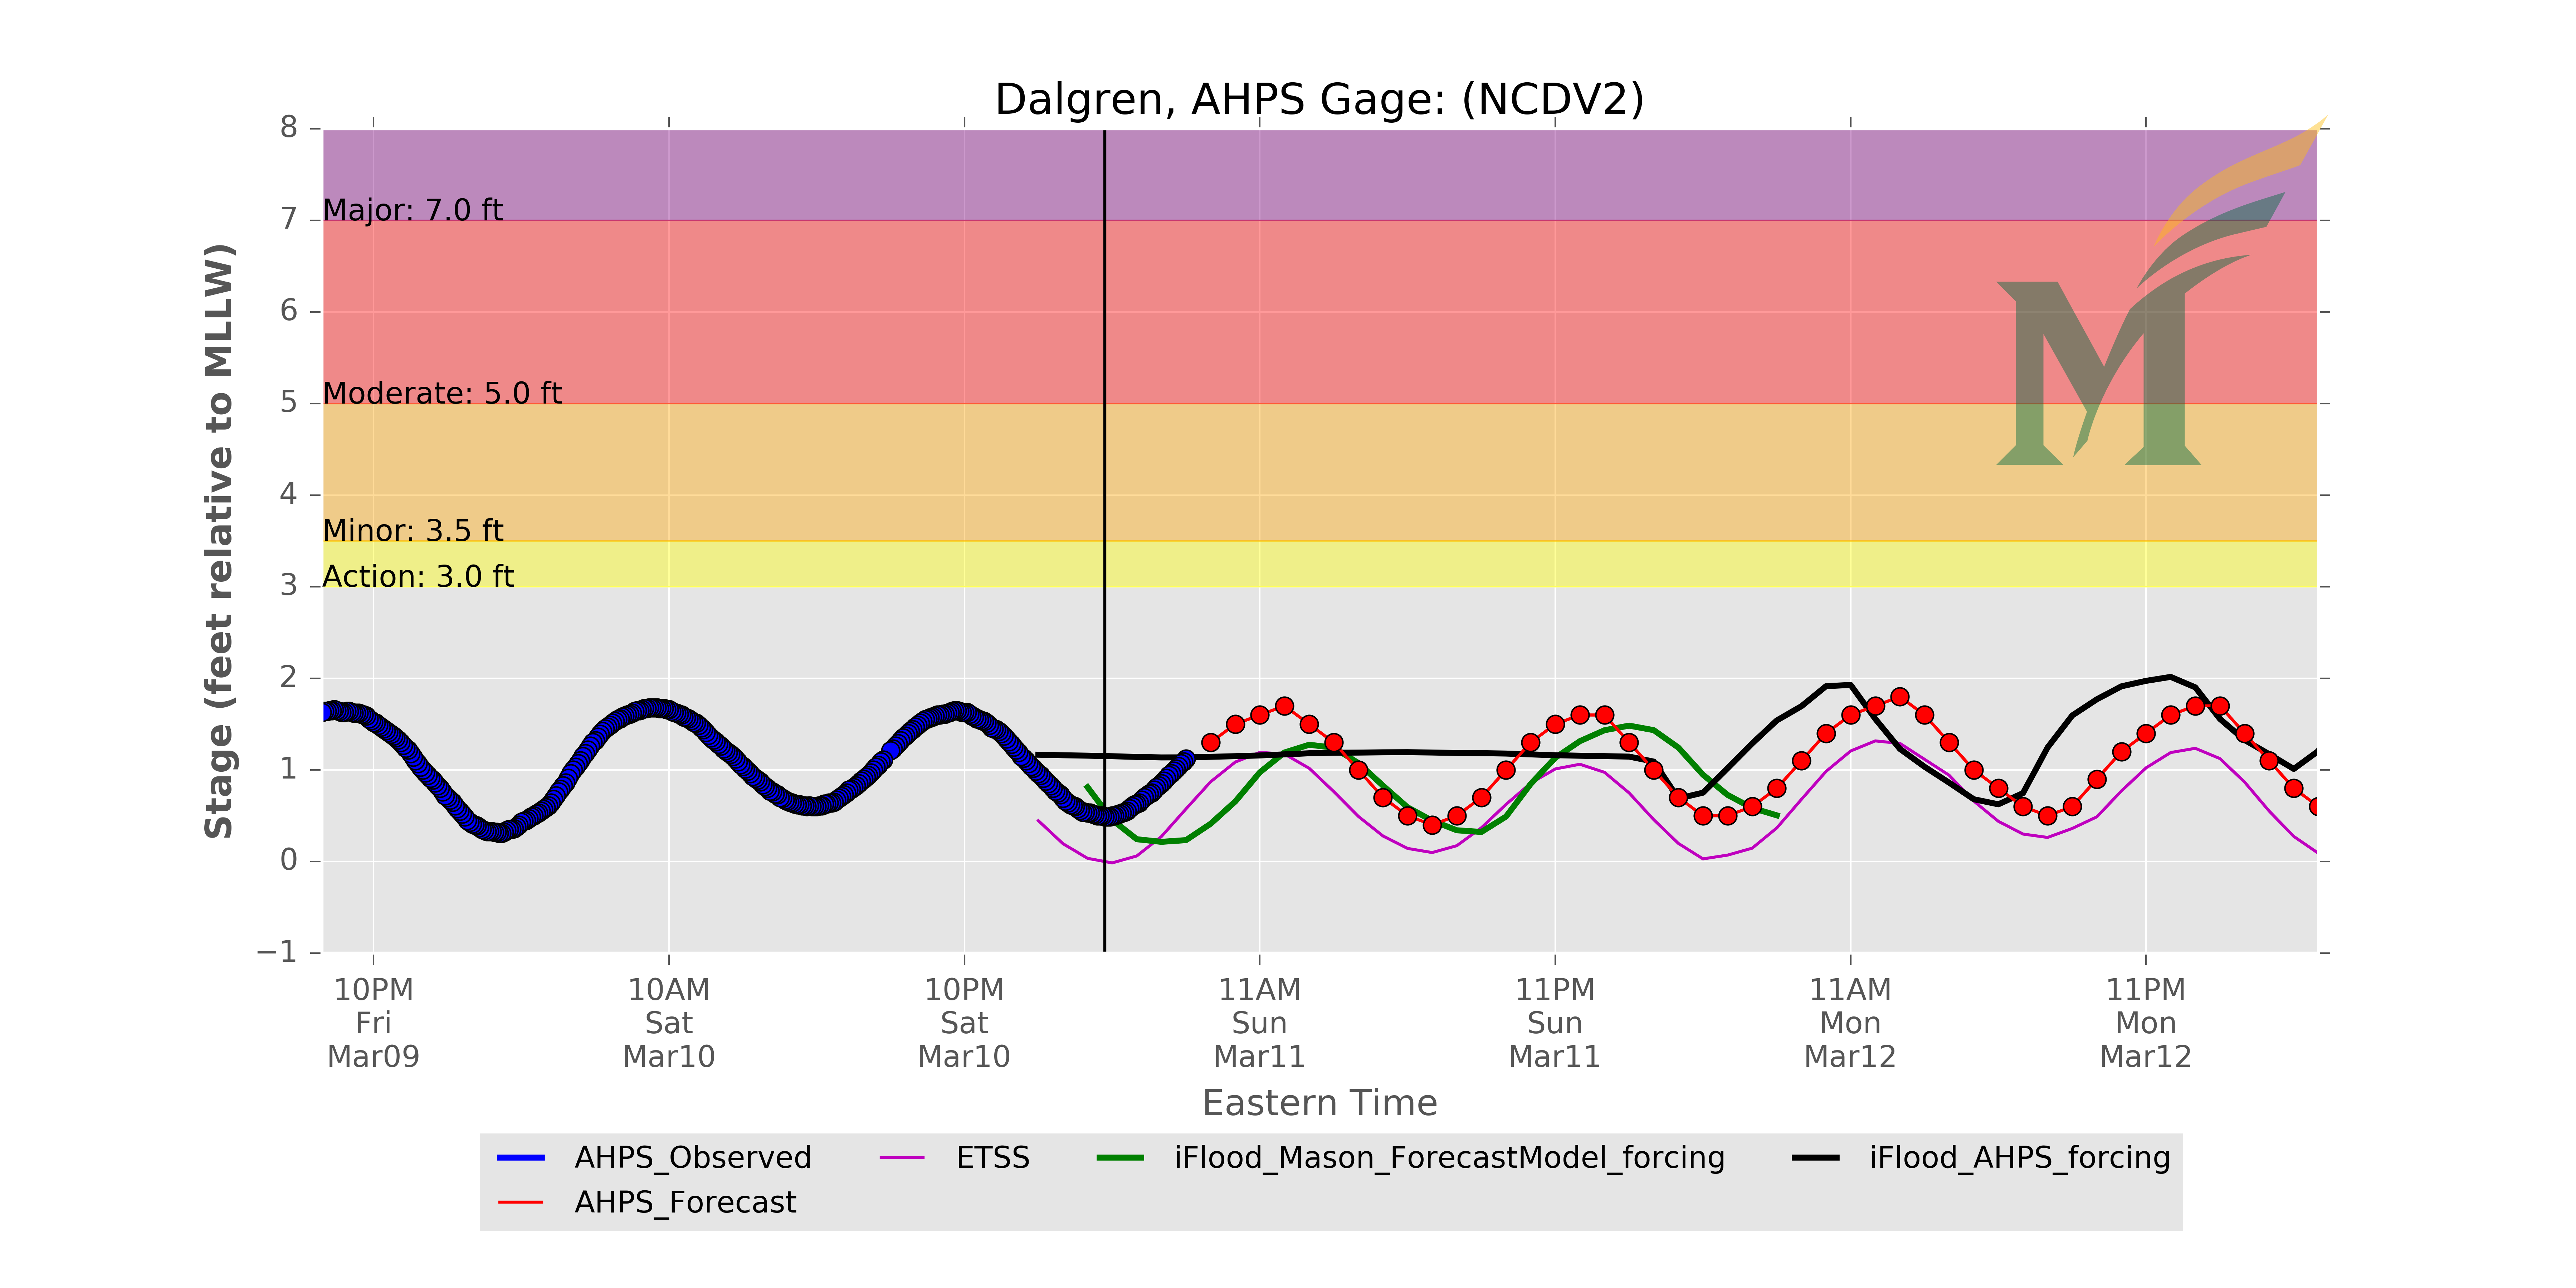 Dalgren, AHPS Gage: (NCDV2)
8
7
6
5
4
3
2
1
0
−1
Stage (feet relative to MLLW)
Major: 7.0 ft
Moderate: 5.0 ft
Minor: 3.5 ft
Action: 3.0 ft
M
10PM
Fri
Mar09
10AM
Sat
Mar10
10PM
Sat
Mar10
11AM
Sun
Mar11
11PM
Sun
Mar11
11AM
Mon
Mar12
11PM
Mon
Mar12
Eastern Time
AHPS_Observed
AHPS_Forecast
ETSS
iFlood_Mason_ForecastModel_forcing
iFlood_AHPS_forcing